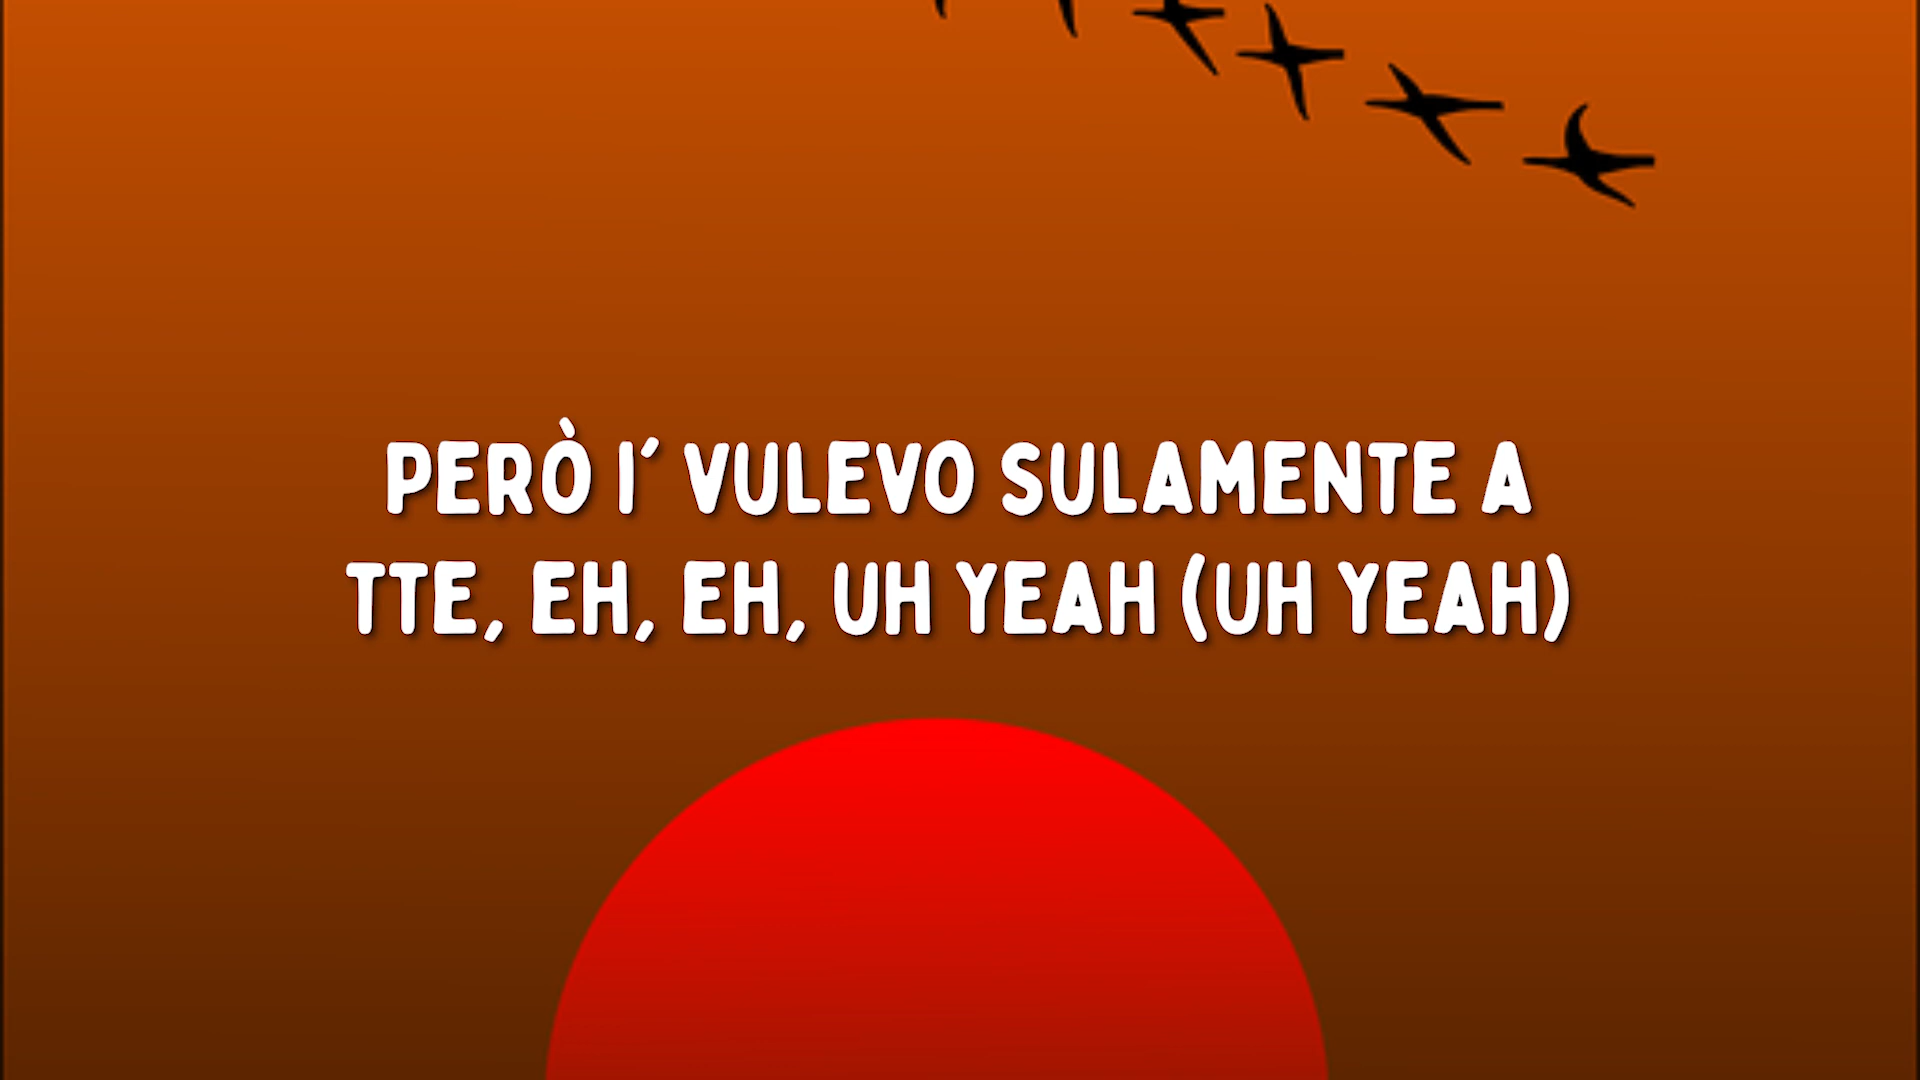 PERÒ I' VULEVO SULAMENTE A
TTE, EH, EH, UH YEAH (UH YEAH)